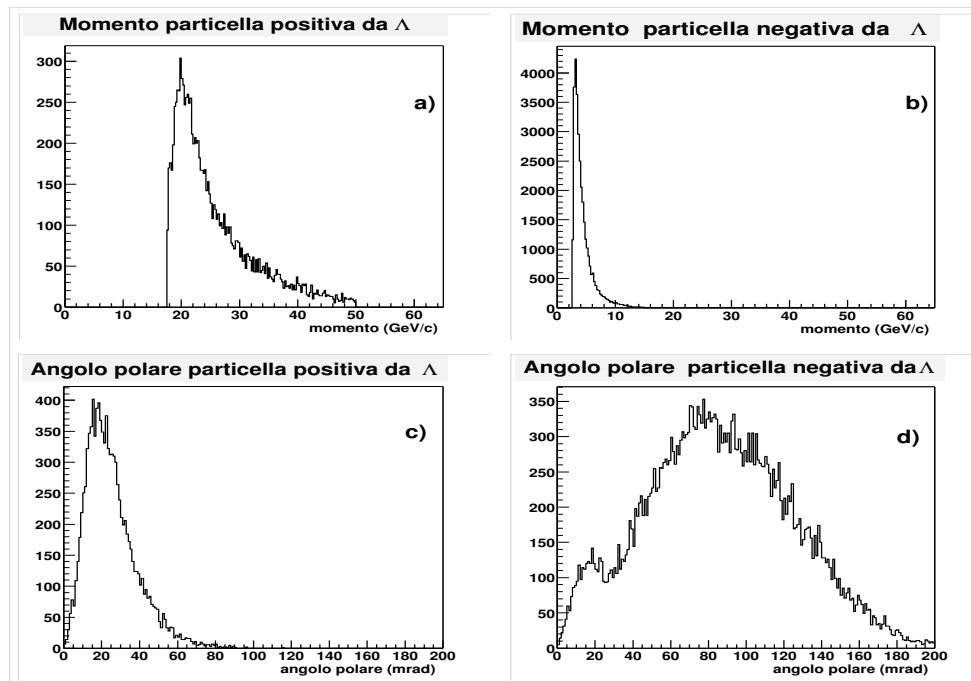 Momento particella positiva da Λ
300
250
200
150
100
50
0
a)
0 10 20 30 40 50 60
momento (GeV/c)
Momento particella negativa da Λ
4000
3500
3000
2500
2000
1500
1000
500
0
b)
0 10 20 30 40 50 60
momento (GeV/c)
Angolo polare particella positiva da Λ
400
350
300
250
200
150
100
50
0
c)
0 20 40 60 80 100 120 140 160 180 200
angolo polare (mrad)
Angolo polare particella negativa da Λ
350
300
250
200
150
100
50
0
d)
0 20 40 60 80 100 120 140 160 180 200
angolo polare (mrad)